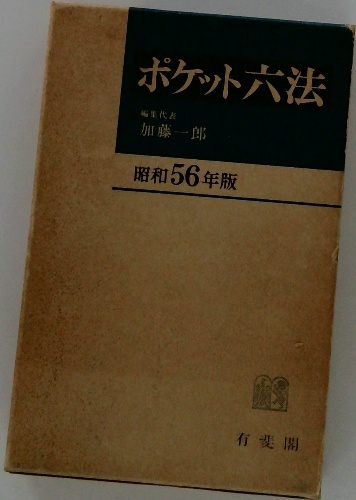 ポケット六法
編集代表
加藤一郎
昭和56年版
有斐閣